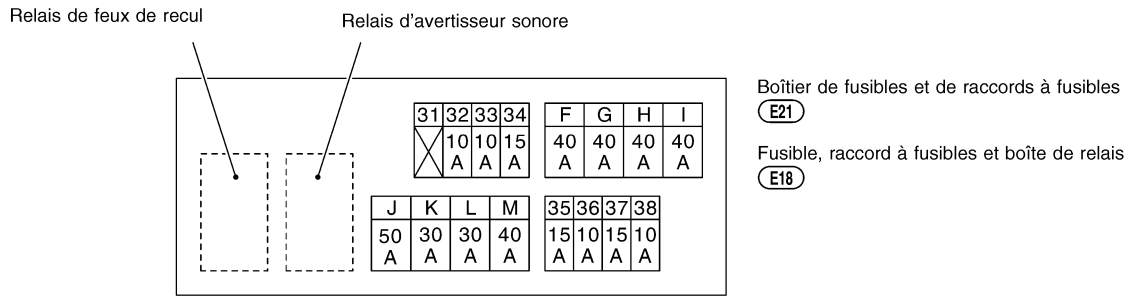 Relais de feux de recul
Relais d'avertisseur sonore
Boîtier de fusibles et de raccords à fusibles
E21
Fusible, raccord à fusibles et boîte de relais
E18
31 32 33 34
10 10 15
A A A
F G H I
40 40 40 40
A A A A
J K L M
50 30 30 40
A A A A
35 36 37 38
15 10 15 10
A A A A